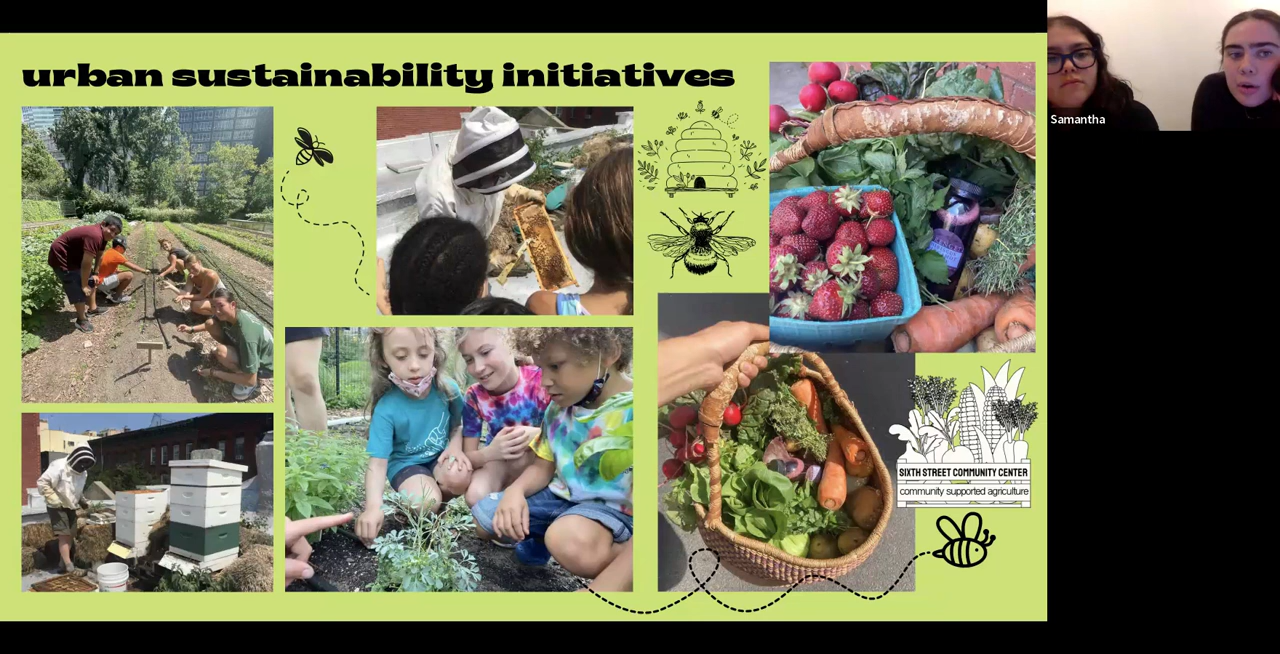 urban sustainability initiatives
Samantha
SIXTH STREET COMMUNITY CENTER
community supported agriculture